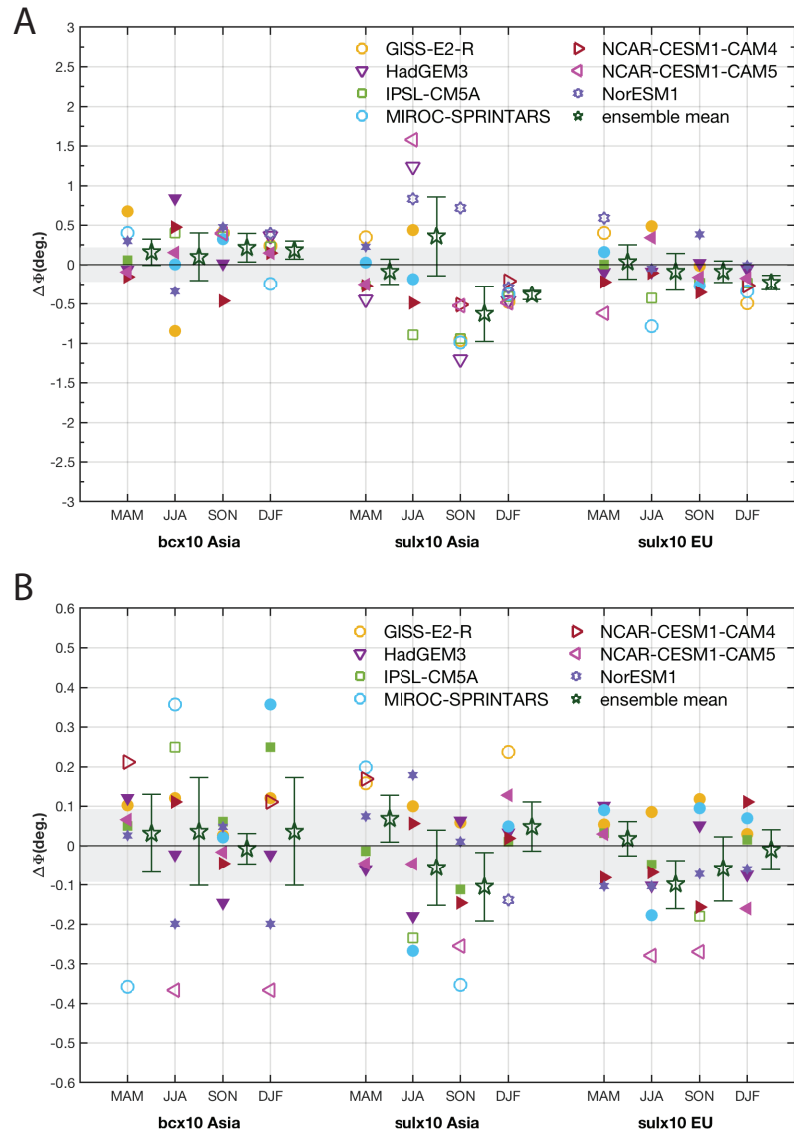 A
3
2.5
2
1.5
1
0.5
0
-0.5
-1
-1.5
-2
-2.5
-3
ΔΦ(deg.)
GISS-E2-R
HadGEM3
IPSL-CM5A
MIROC-SPRINTARS
NCAR-CESM1-CAM4
NCAR-CESM1-CAM5
NorESM1
ensemble mean
MAM JJA SON DJF MAM JJA SON DJF MAM JJA SON DJF
bcx10 Asia sulx10 Asia sulx10 EU
B
0.6
0.5
0.4
0.3
0.2
0.1
0
-0.1
-0.2
-0.3
-0.4
-0.5
-0.6
ΔΦ(deg.)
GISS-E2-R
HadGEM3
IPSL-CM5A
MIROC-SPRINTARS
NCAR-CESM1-CAM4
NCAR-CESM1-CAM5
NorESM1
ensemble mean
MAM JJA SON DJF MAM JJA SON DJF MAM JJA SON DJF
bcx10 Asia sulx10 Asia sulx10 EU